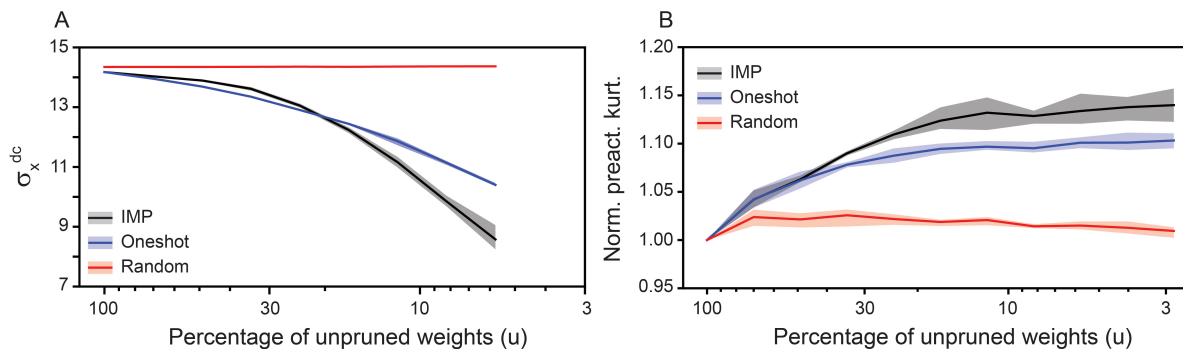 A
σx^dc
15
13
11
9
7
IMP
Oneshot
Random
100
30
10
3
Percentage of unpruned weights (u)
B
Norm. preact. kurt.
1.20
1.15
1.10
1.05
1.00
0.95
IMP
Oneshot
Random
100
30
10
3
Percentage of unpruned weights (u)